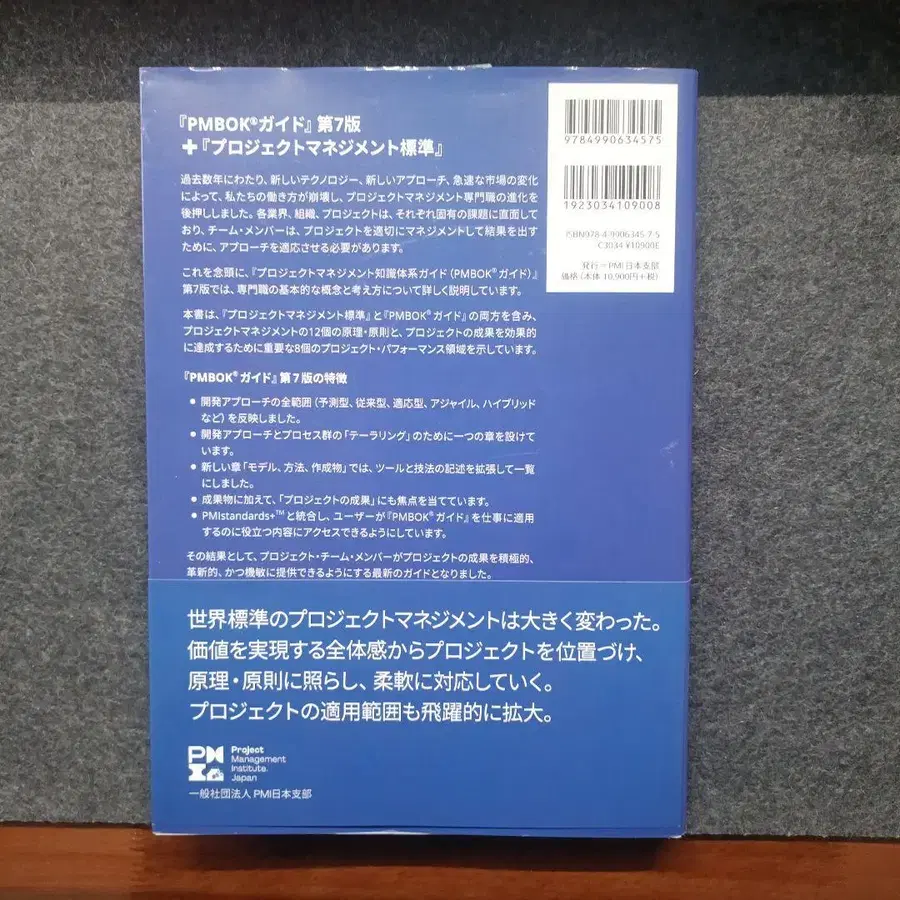 『PMBOK®ガイド』第7版
+『プロジェクトマネジメント標準』
過去数年にわたり、新しいテクノロジー、新しいアプローチ、急速な市場の変化
によって、私たちの働き方が崩壊し、プロジェクトマネジメント専門職の進化を
後押ししました。各業界、組織、プロジェクトは、それぞれ固有の課題に直面して
おり、チーム・メンバーは、プロジェクトを適切にマネジメントして結果を出す
ために、アプローチを適応させる必要があります。
これを念頭に、『プロジェクトマネジメント知識体系ガイド（PMBOK®ガイド）』
第7版では、専門職の基本的な概念と考え方について詳しく説明しています。
本書は、『プロジェクトマネジメント標準』と『PMBOK®ガイド』の両方を含み、
プロジェクトマネジメントの12個の原理・原則と、プロジェクトの成果を効果的
に達成するために重要な8個のプロジェクト・パフォーマンス領域を示しています。
『PMBOK®ガイド』第7版の特徴
● 開発アプローチの全範囲（予測型、従来型、適応型、アジャイル、ハイブリッド
など）を反映しました。
● 開発アプローチとプロセス群の「テーラリング」のために一つの章を設けて
います。
● 新しい章「モデル、方法、作成物」では、ツールと技法の記述を拡張して一覧
にしました。
● 成果物に加えて、「プロジェクトの成果」にも焦点を当てています。
● PMIstandards+™と統合し、ユーザーが『PMBOK®ガイド』を仕事に適用
するのに役立つ内容にアクセスできるようにしています。
その結果として、プロジェクト・チーム・メンバーがプロジェクトの成果を積極的、
革新的、かつ機敏に提供できるようにする最新のガイドとなりました。
9784990634575
1923034109008
ISBN978-4-9906345-7-5
C3034 ¥10900E
発行＝PMI日本支部
価格（本体 10,900円＋税）
世界標準のプロジェクトマネジメントは大きく変わった。
価値を実現する全体感からプロジェクトを位置づけ、
原理・原則に照らし、柔軟に対応していく。
プロジェクトの適用範囲も飛躍的に拡大。
PMI
Project
Management
Institute.
Japan
一般社団法人 PMI日本支部